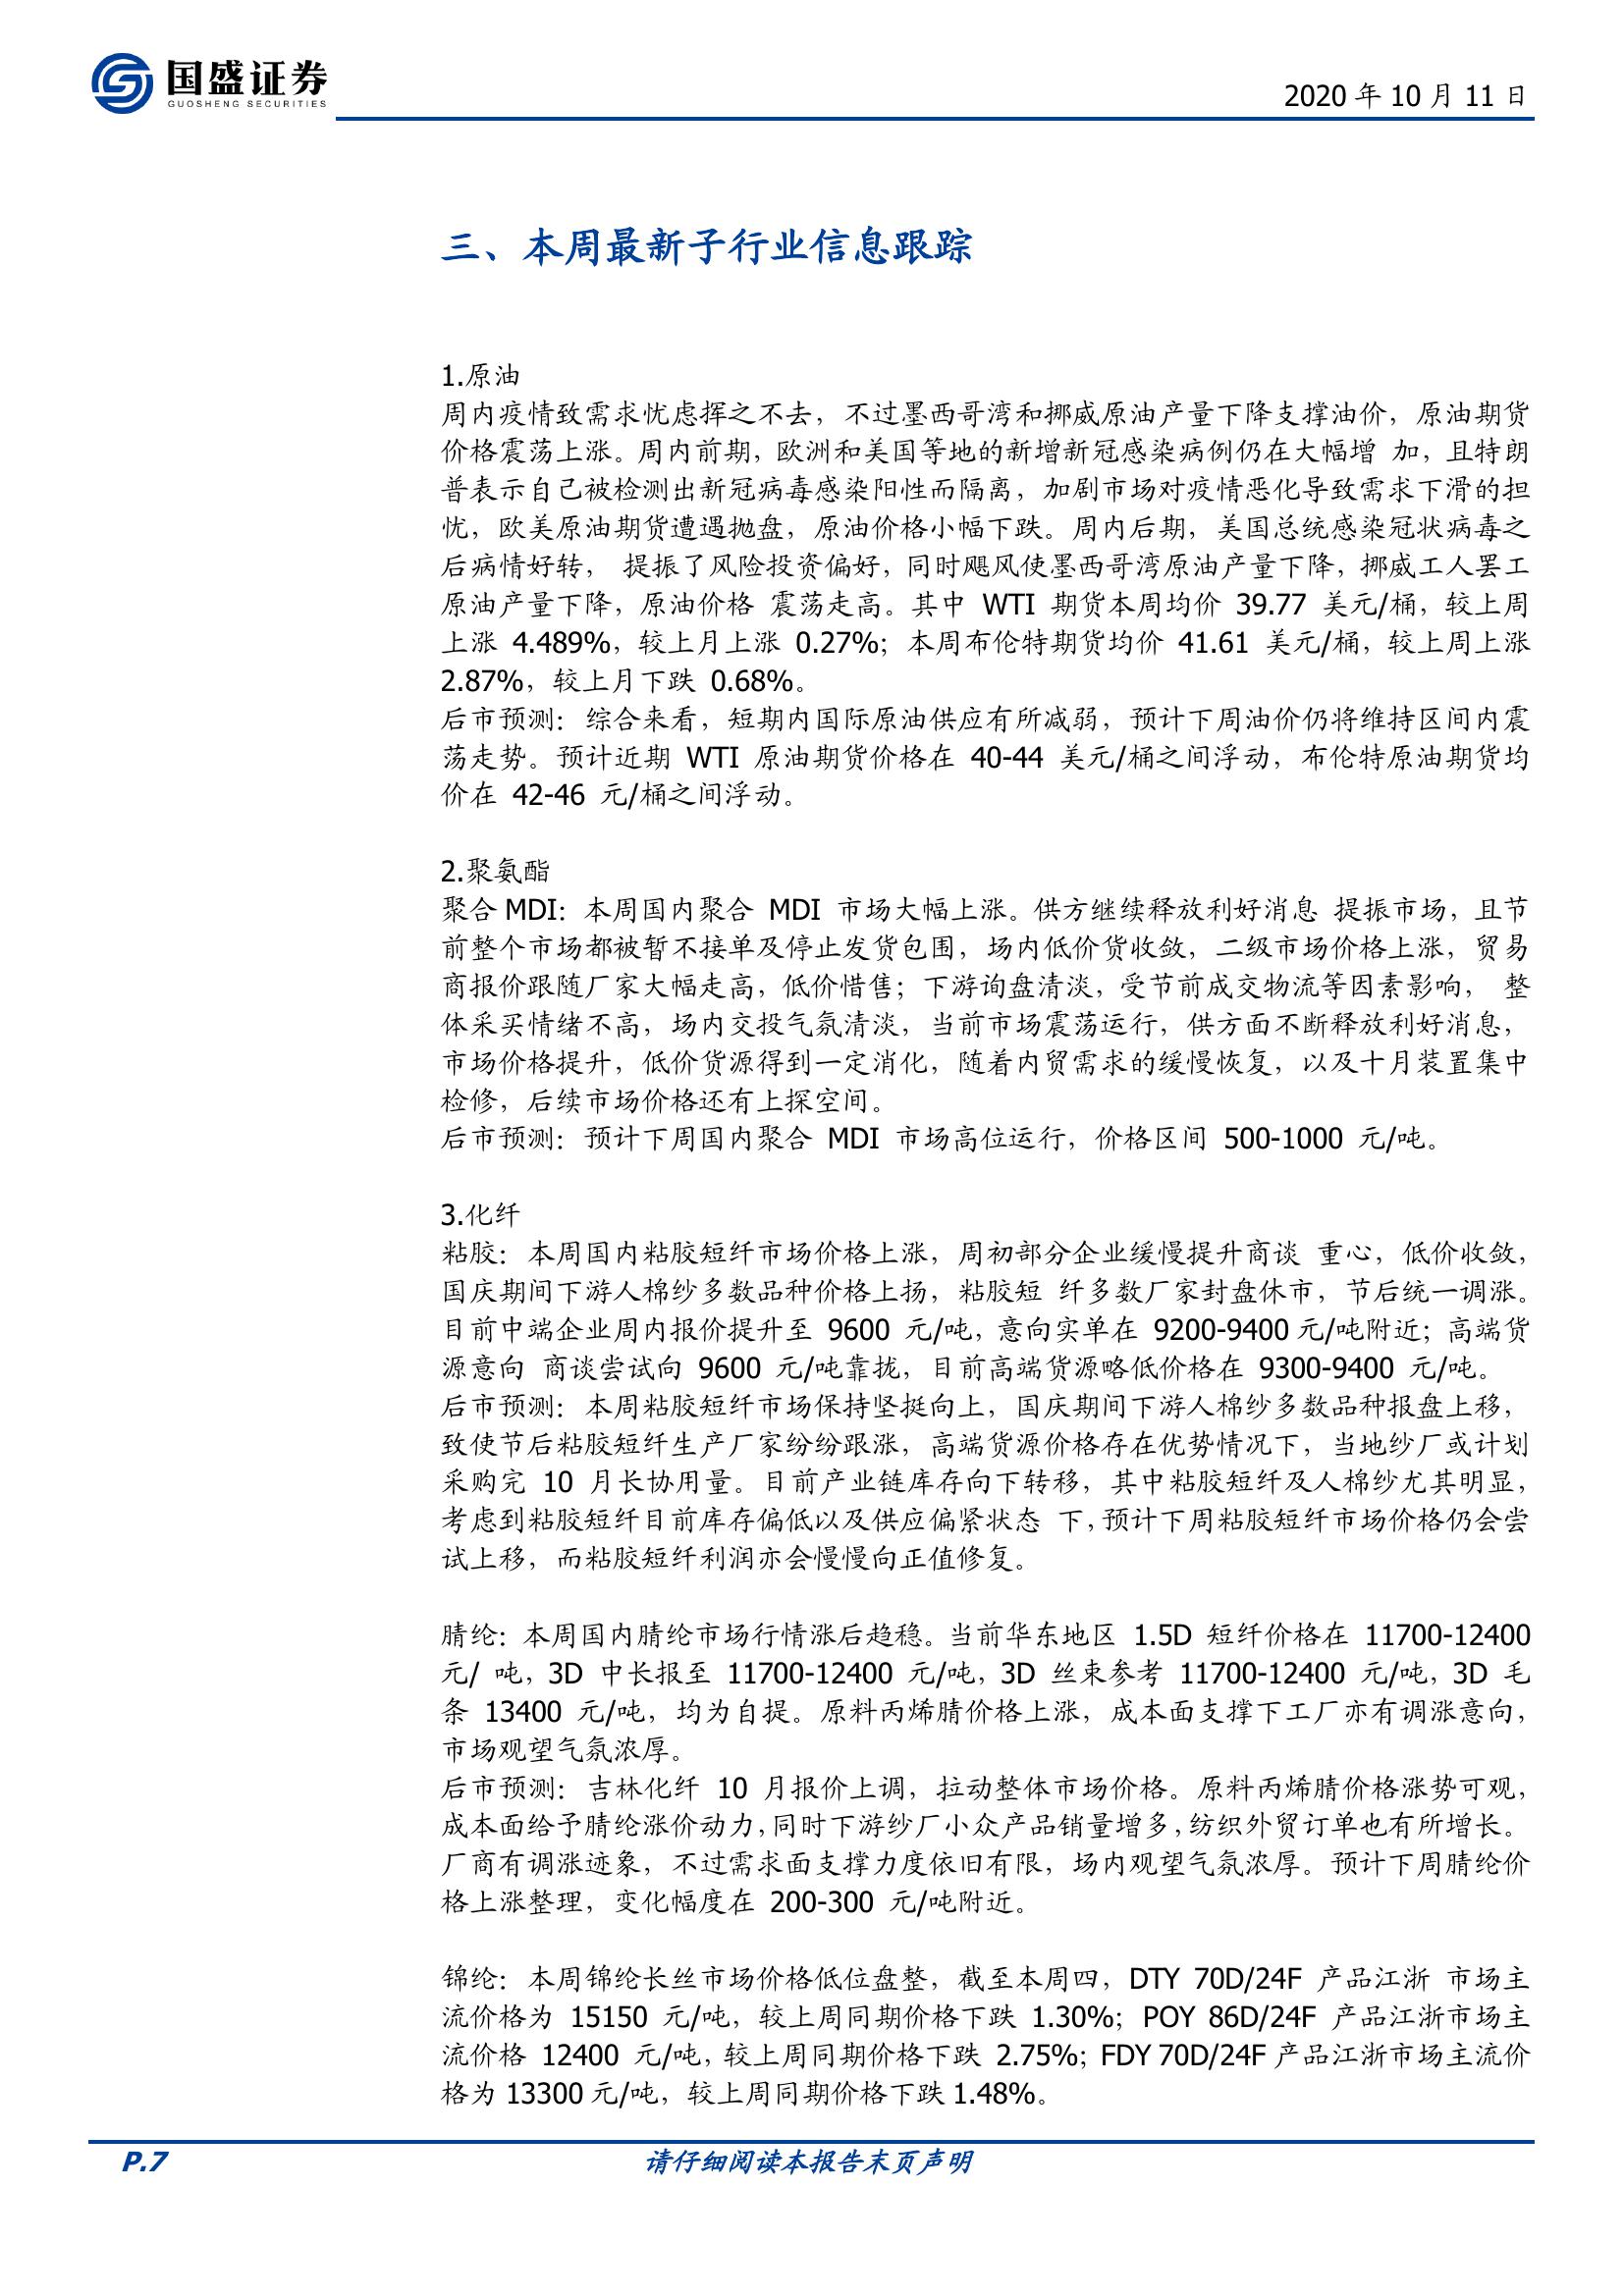 国盛证券
GUOSHENG SECURITIES
2020 年 10 月 11 日
三、本周最新子行业信息跟踪
1.原油
周内疫情致需求忧虑挥之不去，不过墨西哥湾和挪威原油产量下降支撑油价，原油期货
价格震荡上涨。周内前期，欧洲和美国等地的新增新冠感染病例仍在大幅增 加，且特朗
普表示自己被检测出新冠病毒感染阳性而隔离，加剧市场对疫情恶化导致需求下滑的担
忧，欧美原油期货遭遇抛盘，原油价格小幅下跌。周内后期，美国总统感染冠状病毒之
后病情好转， 提振了风险投资偏好，同时飓风使墨西哥湾原油产量下降，挪威工人罢工
原油产量下降，原油价格 震荡走高。其中 WTI 期货本周均价 39.77 美元/桶，较上周
上涨 4.489%，较上月上涨 0.27%；本周布伦特期货均价 41.61 美元/桶，较上周上涨
2.87%，较上月下跌 0.68%。
后市预测：综合来看，短期内国际原油供应有所减弱，预计下周油价仍将维持区间内震
荡走势。预计近期 WTI 原油期货价格在 40-44 美元/桶之间浮动，布伦特原油期货均
价在 42-46 元/桶之间浮动。
2.聚氨酯
聚合 MDI：本周国内聚合 MDI 市场大幅上涨。供方继续释放利好消息 提振市场，且节
前整个市场都被暂不接单及停止发货包围，场内低价货收敛，二级市场价格上涨，贸易
商报价跟随厂家大幅走高，低价惜售；下游询盘清淡，受节前成交物流等因素影响， 整
体采买情绪不高，场内交投气氛清淡，当前市场震荡运行，供方面不断释放利好消息，
市场价格提升，低价货源得到一定消化，随着内贸需求的缓慢恢复，以及十月装置集中
检修，后续市场价格还有上探空间。
后市预测：预计下周国内聚合 MDI 市场高位运行，价格区间 500-1000 元/吨。
3.化纤
粘胶：本周国内粘胶短纤市场价格上涨，周初部分企业缓慢提升商谈 重心，低价收敛，
国庆期间下游人棉纱多数品种价格上扬，粘胶短 纤多数厂家封盘休市，节后统一调涨。
目前中端企业周内报价提升至 9600 元/吨，意向实单在 9200-9400 元/吨附近；高端货
源意向 商谈尝试向 9600 元/吨靠拢，目前高端货源略低价格在 9300-9400 元/吨。
后市预测：本周粘胶短纤市场保持坚挺向上，国庆期间下游人棉纱多数品种报盘上移，
致使节后粘胶短纤生产厂家纷纷跟涨，高端货源价格存在优势情况下，当地纱厂或计划
采购完 10 月长协用量。目前产业链库存向下转移，其中粘胶短纤及人棉纱尤其明显，
考虑到粘胶短纤目前库存偏低以及供应偏紧状态 下，预计下周粘胶短纤市场价格仍会尝
试上移，而粘胶短纤利润亦会慢慢向正值修复。
腈纶：本周国内腈纶市场行情涨后趋稳。当前华东地区 1.5D 短纤价格在 11700-12400
元/ 吨，3D 中长报至 11700-12400 元/吨，3D 丝束参考 11700-12400 元/吨，3D 毛
条 13400 元/吨，均为自提。原料丙烯腈价格上涨，成本面支撑下工厂亦有调涨意向，
市场观望气氛浓厚。
后市预测：吉林化纤 10 月报价上调，拉动整体市场价格。原料丙烯腈价格涨势可观，
成本面给予腈纶涨价动力，同时下游纱厂小众产品销量增多，纺织外贸订单也有所增长。
厂商有调涨迹象，不过需求面支撑力度依旧有限，场内观望气氛浓厚。预计下周腈纶价
格上涨整理，变化幅度在 200-300 元/吨附近。
锦纶：本周锦纶长丝市场价格低位盘整，截至本周四，DTY 70D/24F 产品江浙 市场主
流价格为 15150 元/吨，较上周同期价格下跌 1.30%；POY 86D/24F 产品江浙市场主
流价格 12400 元/吨，较上周同期价格下跌 2.75%；FDY 70D/24F 产品江浙市场主流价
格为 13300 元/吨，较上周同期价格下跌 1.48%。
P.7
请仔细阅读本报告末页声明